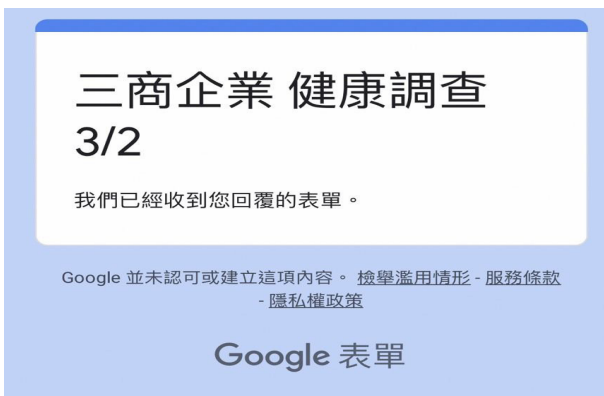 三商企業 健康調查
3/2
我們已經收到您回覆的表單。
Google 並未認可或建立這項內容。 檢舉濫用情形 - 服務條款
- 隱私權政策
Google 表單